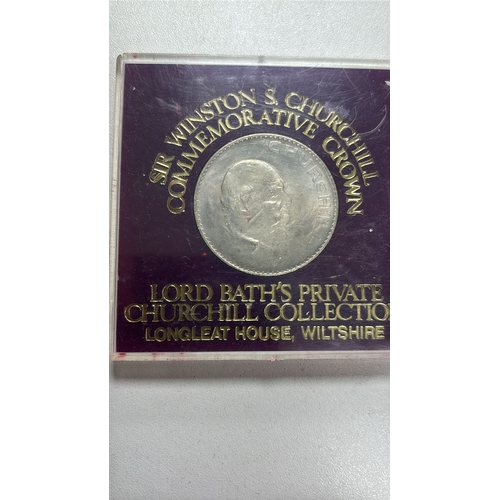 SIR WINSTON S. CHURCHILL
COMMEMORATIVE CROWN
CHURCHILL
LORD BATH'S PRIVATE
CHURCHILL COLLECTION
LONGLEAT HOUSE, WILTSHIRE